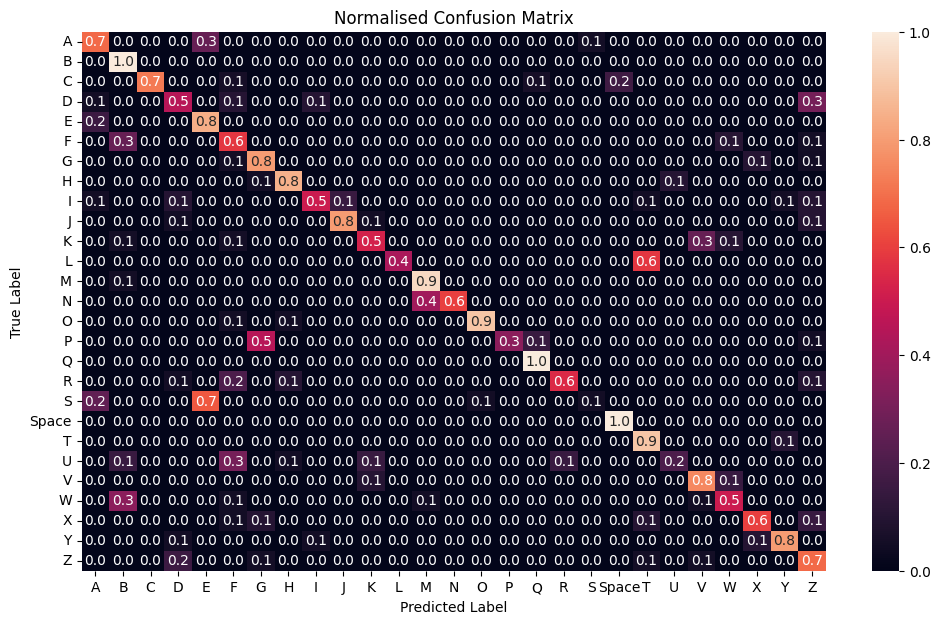 Normalised Confusion Matrix
True Label
A 0.7 0.0 0.0 0.0 0.3 0.0 0.0 0.0 0.0 0.0 0.0 0.0 0.0 0.0 0.0 0.0 0.0 0.0 0.1 0.0 0.0 0.0 0.0 0.0 0.0 0.0 0.0
B 0.0 1.0 0.0 0.0 0.0 0.0 0.0 0.0 0.0 0.0 0.0 0.0 0.0 0.0 0.0 0.0 0.0 0.0 0.0 0.0 0.0 0.0 0.0 0.0 0.0 0.0 0.0
C 0.0 0.0 0.7 0.0 0.0 0.1 0.0 0.0 0.0 0.0 0.0 0.0 0.0 0.0 0.0 0.0 0.1 0.0 0.0 0.2 0.0 0.0 0.0 0.0 0.0 0.0 0.0
D 0.1 0.0 0.0 0.5 0.0 0.1 0.0 0.0 0.1 0.0 0.0 0.0 0.0 0.0 0.0 0.0 0.0 0.0 0.0 0.0 0.0 0.0 0.0 0.0 0.0 0.0 0.3
E 0.2 0.0 0.0 0.0 0.8 0.0 0.0 0.0 0.0 0.0 0.0 0.0 0.0 0.0 0.0 0.0 0.0 0.0 0.0 0.0 0.0 0.0 0.0 0.0 0.0 0.0 0.0
F 0.0 0.3 0.0 0.0 0.0 0.6 0.0 0.0 0.0 0.0 0.0 0.0 0.0 0.0 0.0 0.0 0.0 0.0 0.0 0.0 0.0 0.0 0.0 0.1 0.0 0.0 0.1
G 0.0 0.0 0.0 0.0 0.0 0.1 0.8 0.0 0.0 0.0 0.0 0.0 0.0 0.0 0.0 0.0 0.0 0.0 0.0 0.0 0.0 0.0 0.0 0.0 0.1 0.0 0.1
H 0.0 0.0 0.0 0.0 0.0 0.0 0.1 0.8 0.0 0.0 0.0 0.0 0.0 0.0 0.0 0.0 0.0 0.0 0.0 0.0 0.0 0.1 0.0 0.0 0.0 0.0 0.0
I 0.1 0.0 0.0 0.1 0.0 0.0 0.0 0.0 0.5 0.1 0.0 0.0 0.0 0.0 0.0 0.0 0.0 0.0 0.0 0.0 0.1 0.0 0.0 0.0 0.0 0.1 0.1
J 0.0 0.0 0.0 0.1 0.0 0.0 0.0 0.0 0.0 0.8 0.1 0.0 0.0 0.0 0.0 0.0 0.0 0.0 0.0 0.0 0.0 0.0 0.0 0.0 0.0 0.0 0.1
K 0.0 0.1 0.0 0.0 0.0 0.1 0.0 0.0 0.0 0.0 0.5 0.0 0.0 0.0 0.0 0.0 0.0 0.0 0.0 0.0 0.0 0.0 0.3 0.1 0.0 0.0 0.0
L 0.0 0.0 0.0 0.0 0.0 0.0 0.0 0.0 0.0 0.0 0.0 0.4 0.0 0.0 0.0 0.0 0.0 0.0 0.0 0.0 0.6 0.0 0.0 0.0 0.0 0.0 0.0
M 0.0 0.1 0.0 0.0 0.0 0.0 0.0 0.0 0.0 0.0 0.0 0.0 0.9 0.0 0.0 0.0 0.0 0.0 0.0 0.0 0.0 0.0 0.0 0.0 0.0 0.0 0.0
N 0.0 0.0 0.0 0.0 0.0 0.0 0.0 0.0 0.0 0.0 0.0 0.0 0.4 0.6 0.0 0.0 0.0 0.0 0.0 0.0 0.0 0.0 0.0 0.0 0.0 0.0 0.0
O 0.0 0.0 0.0 0.0 0.0 0.1 0.0 0.1 0.0 0.0 0.0 0.0 0.0 0.0 0.9 0.0 0.0 0.0 0.0 0.0 0.0 0.0 0.0 0.0 0.0 0.0 0.0
P 0.0 0.0 0.0 0.0 0.0 0.0 0.5 0.0 0.0 0.0 0.0 0.0 0.0 0.0 0.0 0.3 0.1 0.0 0.0 0.0 0.0 0.0 0.0 0.0 0.0 0.0 0.1
Q 0.0 0.0 0.0 0.0 0.0 0.0 0.0 0.0 0.0 0.0 0.0 0.0 0.0 0.0 0.0 0.0 1.0 0.0 0.0 0.0 0.0 0.0 0.0 0.0 0.0 0.0 0.0
R 0.0 0.0 0.0 0.1 0.0 0.2 0.0 0.1 0.0 0.0 0.0 0.0 0.0 0.0 0.0 0.0 0.0 0.6 0.0 0.0 0.0 0.0 0.0 0.0 0.0 0.0 0.1
S 0.2 0.0 0.0 0.0 0.7 0.0 0.0 0.0 0.0 0.0 0.0 0.0 0.0 0.0 0.1 0.0 0.0 0.0 0.1 0.0 0.0 0.0 0.0 0.0 0.0 0.0 0.0
Space 0.0 0.0 0.0 0.0 0.0 0.0 0.0 0.0 0.0 0.0 0.0 0.0 0.0 0.0 0.0 0.0 0.0 0.0 0.0 1.0 0.0 0.0 0.0 0.0 0.0 0.0 0.0
T 0.0 0.0 0.0 0.0 0.0 0.0 0.0 0.0 0.0 0.0 0.0 0.0 0.0 0.0 0.0 0.0 0.0 0.0 0.0 0.0 0.9 0.0 0.0 0.0 0.0 0.1 0.0
U 0.0 0.1 0.0 0.0 0.0 0.3 0.0 0.1 0.0 0.0 0.1 0.0 0.0 0.0 0.0 0.0 0.0 0.1 0.0 0.0 0.0 0.2 0.0 0.0 0.0 0.0 0.0
V 0.0 0.0 0.0 0.0 0.0 0.0 0.0 0.0 0.0 0.0 0.1 0.0 0.0 0.0 0.0 0.0 0.0 0.0 0.0 0.0 0.0 0.0 0.8 0.1 0.0 0.0 0.0
W 0.0 0.3 0.0 0.0 0.0 0.1 0.0 0.0 0.0 0.0 0.0 0.0 0.1 0.0 0.0 0.0 0.0 0.0 0.0 0.0 0.0 0.0 0.1 0.5 0.0 0.0 0.0
X 0.0 0.0 0.0 0.0 0.0 0.1 0.1 0.0 0.0 0.0 0.0 0.0 0.0 0.0 0.0 0.0 0.0 0.0 0.0 0.0 0.1 0.0 0.0 0.0 0.6 0.0 0.1
Y 0.0 0.0 0.0 0.1 0.0 0.0 0.0 0.0 0.1 0.0 0.0 0.0 0.0 0.0 0.0 0.0 0.0 0.0 0.0 0.0 0.0 0.0 0.0 0.0 0.1 0.8 0.0
Z 0.0 0.0 0.0 0.2 0.0 0.0 0.1 0.0 0.0 0.0 0.0 0.0 0.0 0.0 0.0 0.0 0.0 0.0 0.0 0.0 0.1 0.0 0.1 0.0 0.0 0.0 0.7
A B C D E F G H I J K L M N O P Q R S Space T U V W X Y Z
Predicted Label
1.0
0.8
0.6
0.4
0.2
0.0